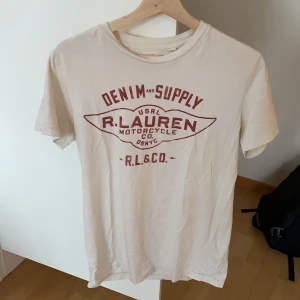 DENIM AND SUPPLY
USRL
R.LAUREN
MOTORCYCLE
CO.
DSNYC.
- R.L.&CO. -